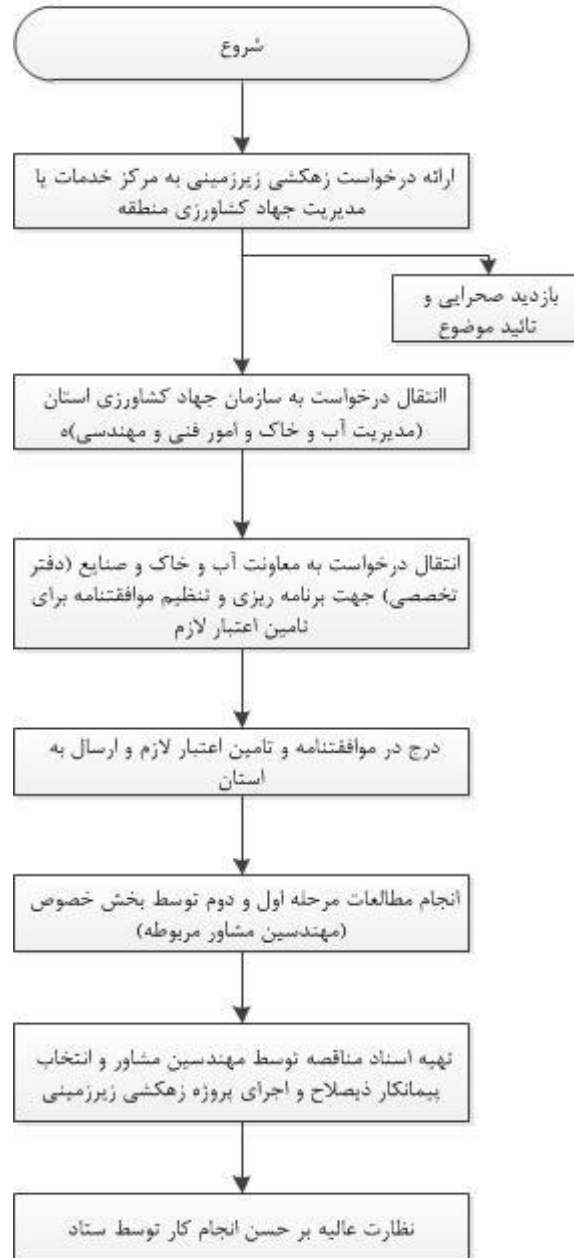 شروع
ارائه درخواست زهکشی زیرزمینی به مرکز خدمات یا
مدیریت جهاد کشاورزی منطقه
بازدید صحرایی و
تائید موضوع
اانتقال درخواست به سازمان جهاد کشاورزی استان
(مدیریت آب و خاک و امور فنی و مهندسی)ه
انتقال درخواست به معاونت آب و خاک و صنایع (دفتر
تخصصی) جهت برنامه ریزی و تنظیم موافقتنامه برای
تامین اعتبار لازم
درج در موافقتنامه و تامین اعتبار لازم و ارسال به
استان
انجام مطالعات مرحله اول و دوم توسط بخش خصوص
(مهندسین مشاور مربوطه)
تهیه اسناد مناقصه توسط مهندسین مشاور و انتخاب
پیمانکار ذیصلاح و اجرای پروژه زهکشی زیرزمینی
نظارت عالیه بر حسن انجام کار توسط ستاد